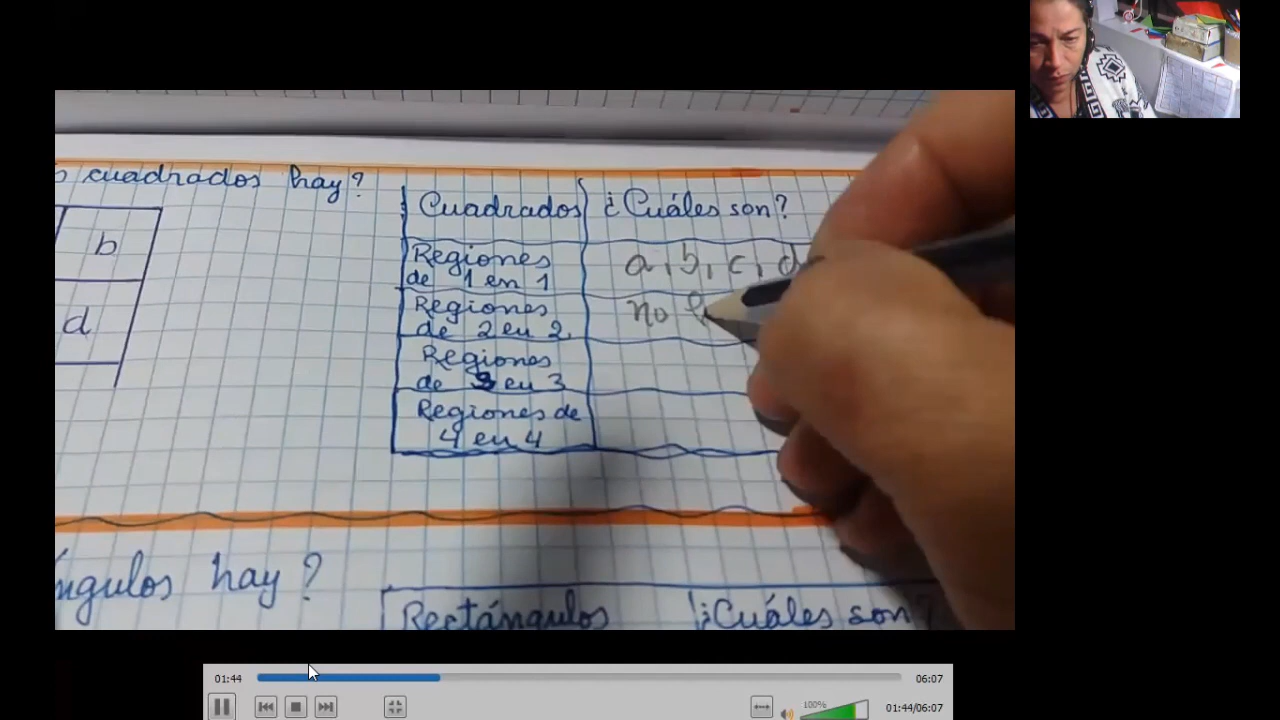 cuadrados hay?
b
d
Cuadrados ¿Cuáles son?
Regiones
de 1 en 1
a, b, c, d
Regiones
de 2 en 2
no
Regiones
de 3 en 3
Regiones de
4 en 4
ángulos hay?
Rectángulos ¿Cuáles son?
01:44 06:07
100%
01:44/06:07